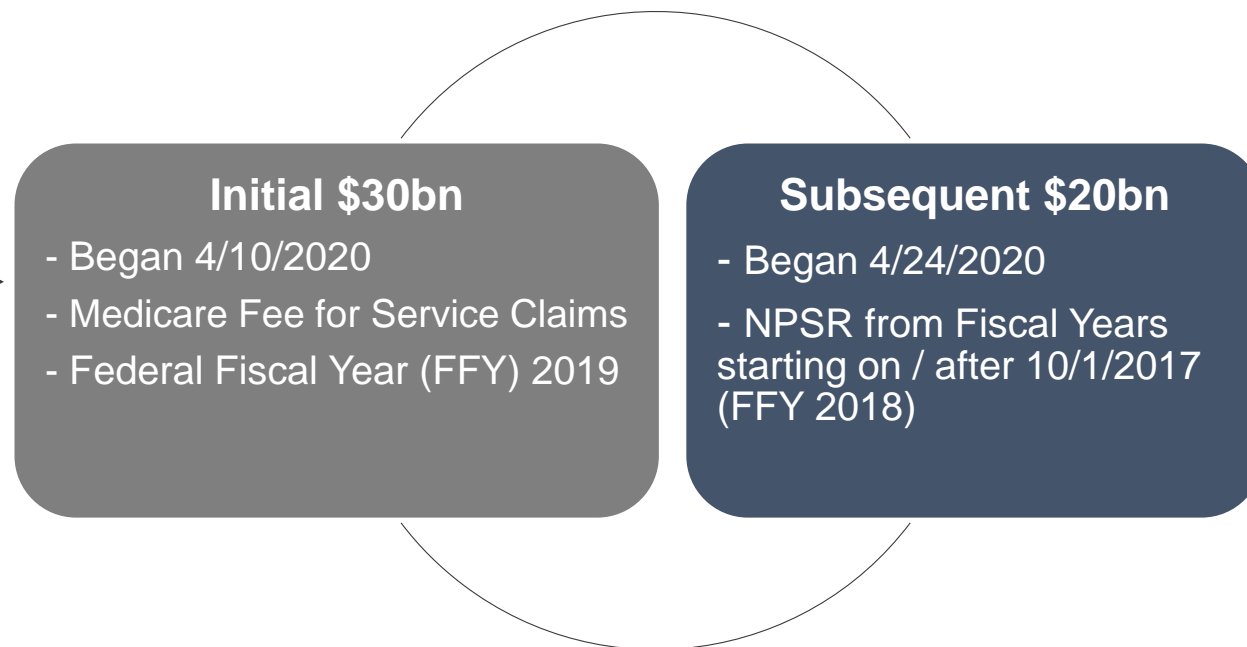 Initial $30bn
- Began 4/10/2020
- Medicare Fee for Service Claims
- Federal Fiscal Year (FFY) 2019
Subsequent $20bn
- Began 4/24/2020
- NPSR from Fiscal Years
starting on / after 10/1/2017
(FFY 2018)